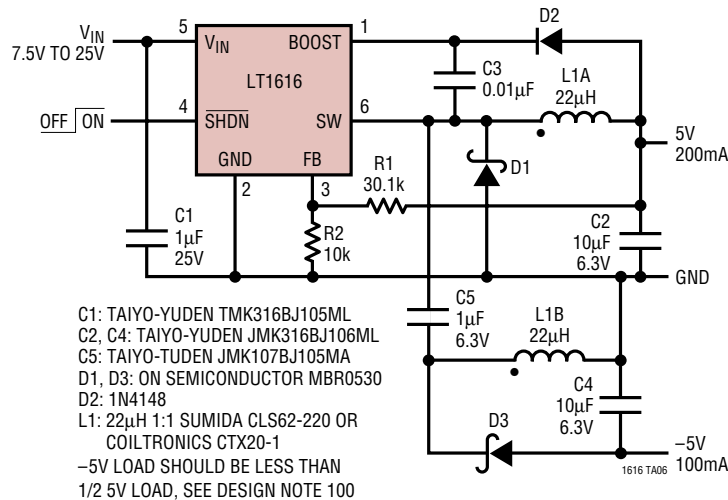 VIN
7.5V TO 25V
OFF ON
5
VIN
BOOST
1
LT1616
4
SHDN
SW
6
GND
FB
2
3
D2
C3
0.01µF
L1A
22µH
5V
200mA
D1
R1
30.1k
R2
10k
C1
1µF
25V
C2
10µF
6.3V
GND
C5
1µF
6.3V
L1B
22µH
C4
10µF
6.3V
D3
–5V
100mA
C1: TAIYO-YUDEN TMK316BJ105ML
C2, C4: TAIYO-YUDEN JMK316BJ106ML
C5: TAIYO-TUDEN JMK107BJ105MA
D1, D3: ON SEMICONDUCTOR MBR0530
D2: 1N4148
L1: 22µH 1:1 SUMIDA CLS62-220 OR
COILTRONICS CTX20-1
–5V LOAD SHOULD BE LESS THAN
1/2 5V LOAD, SEE DESIGN NOTE 100
1616 TA06